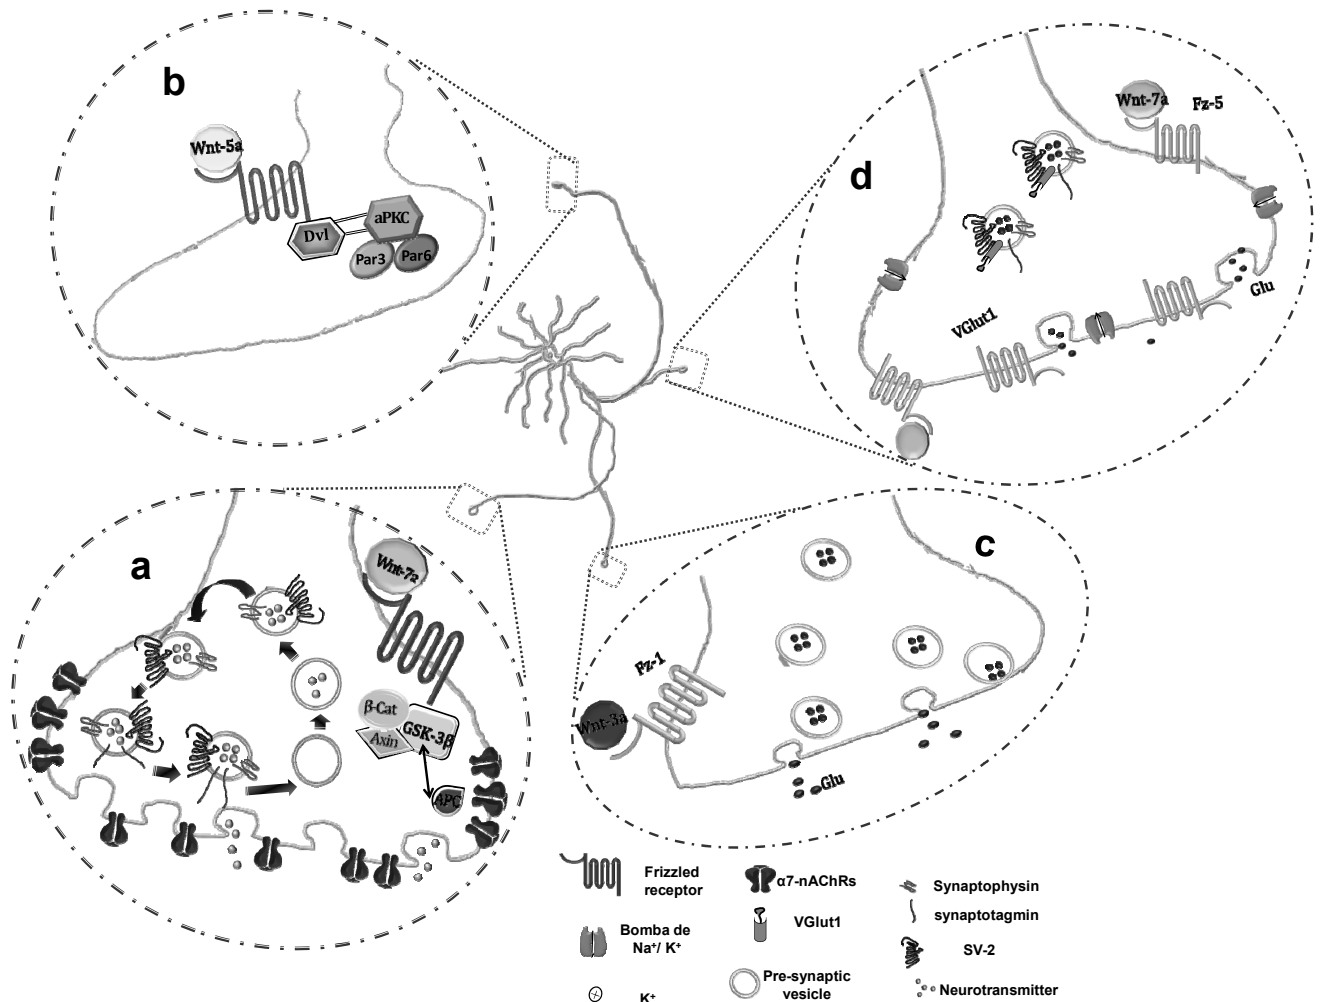 b
Wnt-5a
Dvl
aPKC
Par3
Par6
d
Wnt-7a
Fz-5
VGlut1
Glu
a
Wnt-7a
β-Cat
Axin
GSK-3β
APC
c
Fz-1
Wnt-3a
Glu
Frizzled
receptor
Bomba de
Na⁺/ K⁺
K⁺
α7-nAChRs
VGlut1
Pre-synaptic
vesicle
Synaptophysin
synaptotagmin
SV-2
Neurotransmitter